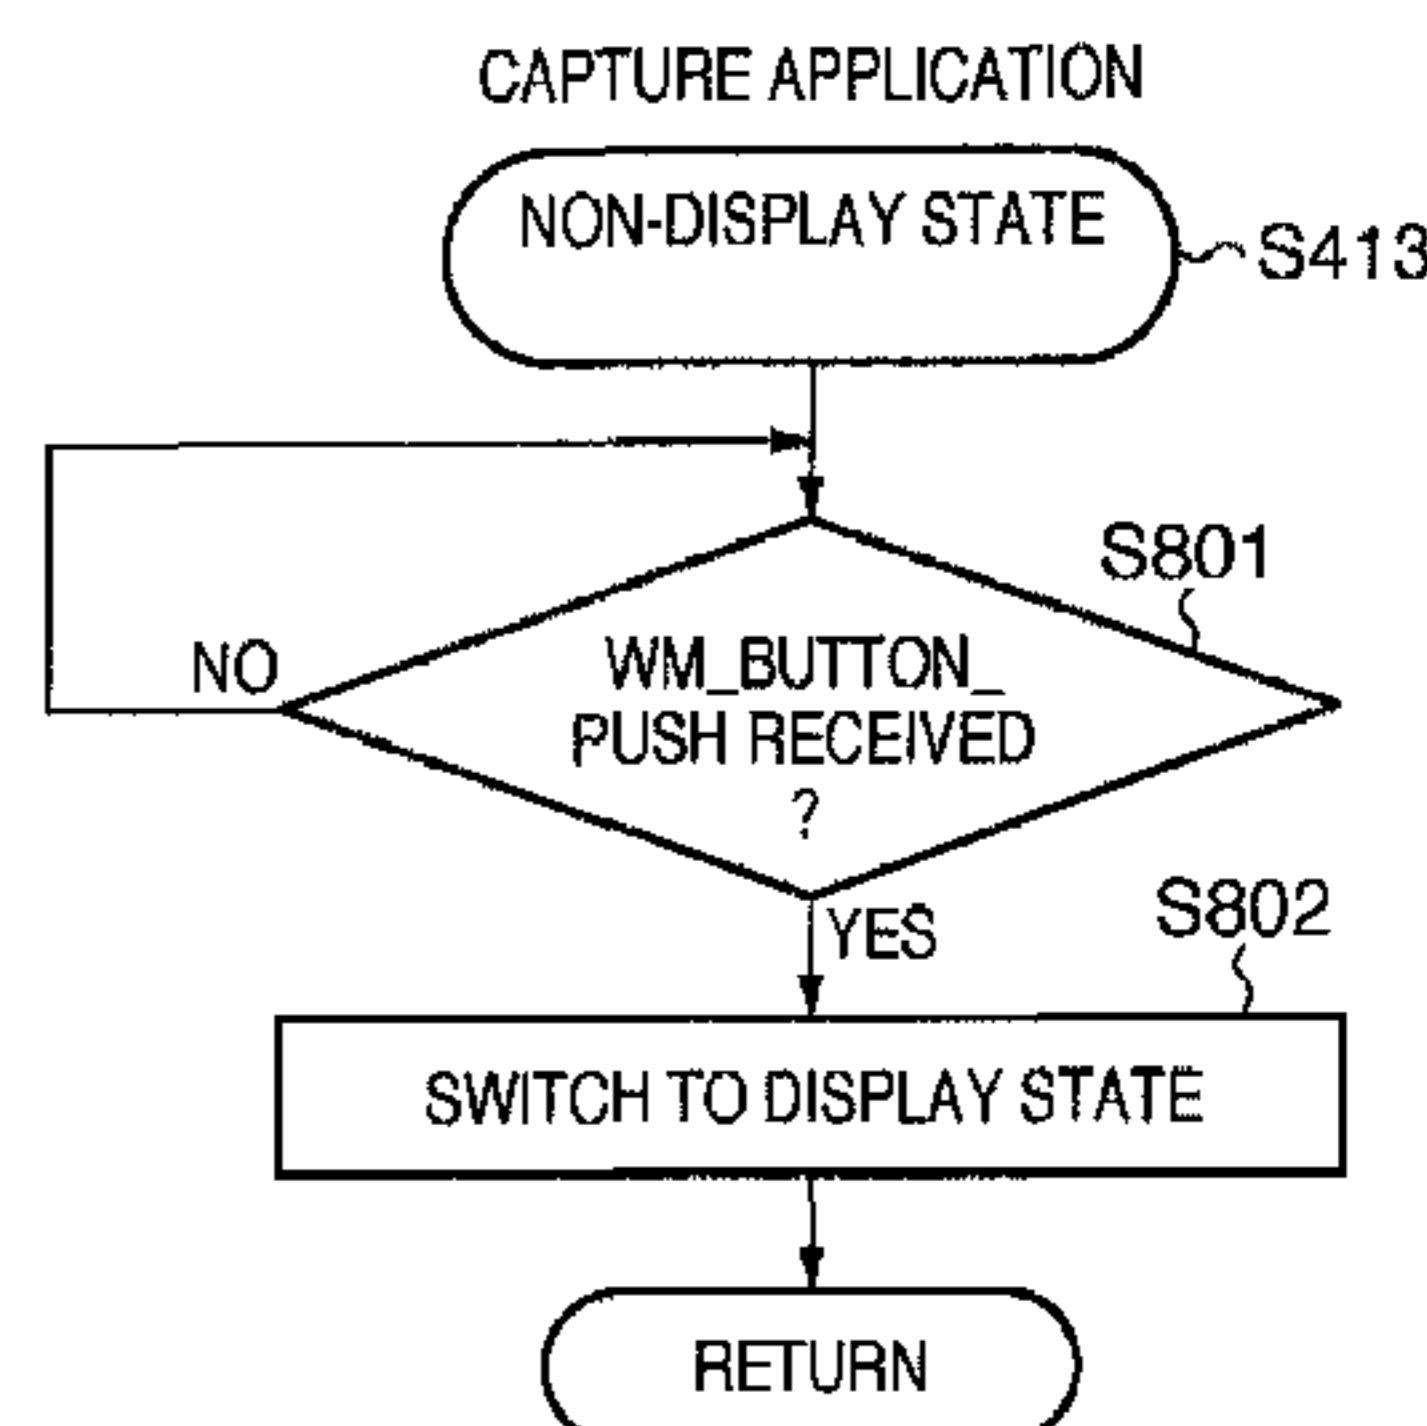 CAPTURE APPLICATION
NON-DISPLAY STATE
S413
S801
NO
WM_BUTTON_
PUSH RECEIVED
?
YES
S802
SWITCH TO DISPLAY STATE
RETURN